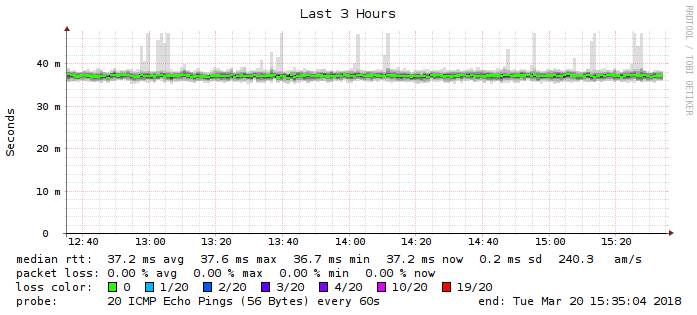 Last 3 Hours
RRDTOOL / TOBI OETIKER
Seconds
40 m
30 m
20 m
10 m
0
12:40 13:00 13:20 13:40 14:00 14:20 14:40 15:00 15:20
median rtt: 37.2 ms avg 37.6 ms max 36.7 ms min 37.2 ms now 0.2 ms sd 240.3 am/s
packet loss: 0.00 % avg 0.00 % max 0.00 % min 0.00 % now
loss color: 0 1/20 2/20 3/20 4/20 10/20 19/20
probe: 20 ICMP Echo Pings (56 Bytes) every 60s end: Tue Mar 20 15:35:04 2018